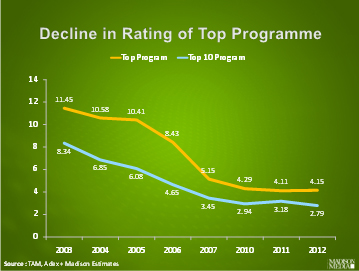 Decline in Rating of Top Programme
Top Program Top 10 Program
14
12
10
8
6
4
2
0
11.45 10.58 10.41 8.43 5.15 4.29 4.11 4.15
8.34 6.85 6.08 4.65 3.45 2.94 3.18 2.79
2003 2004 2005 2006 2007 2010 2011 2012
Source: TAM, Adex + Madison Estimates
MADISON
MEDIA